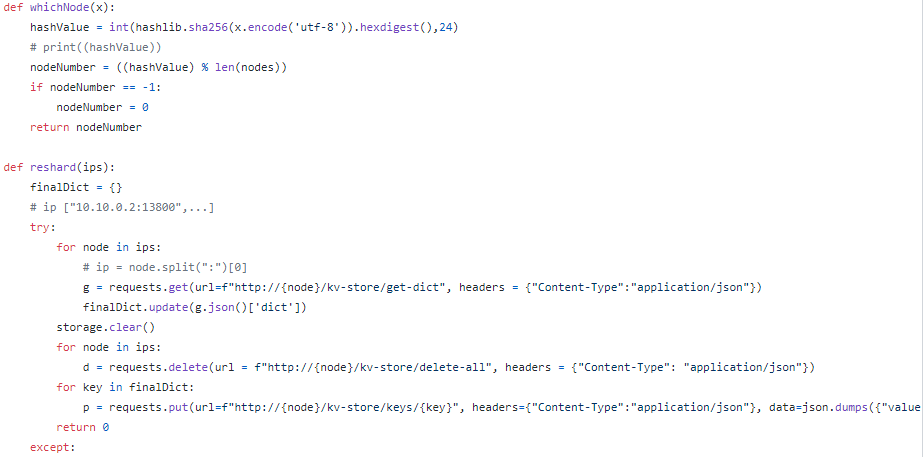 def whichNode(x):
    hashValue = int(hashlib.sha256(x.encode('utf-8')).hexdigest(),24)
    # print((hashValue))
    nodeNumber = ((hashValue) % len(nodes))
    if nodeNumber == -1:
        nodeNumber = 0
    return nodeNumber

def reshard(ips):
    finalDict = {}
    # ip ["10.10.0.2:13800",...]
    try:
        for node in ips:
            # ip = node.split(":")[0]
            g = requests.get(url=f"http://{node}/kv-store/get-dict", headers = {"Content-Type":"application/json"})
            finalDict.update(g.json()['dict'])
        storage.clear()
        for node in ips:
            d = requests.delete(url = f"http://{node}/kv-store/delete-all", headers = {"Content-Type": "application/json"})
        for key in finalDict:
            p = requests.put(url=f"http://{node}/kv-store/keys/{key}", headers={"Content-Type":"application/json"}, data=json.dumps({"value
        return 0
    except: